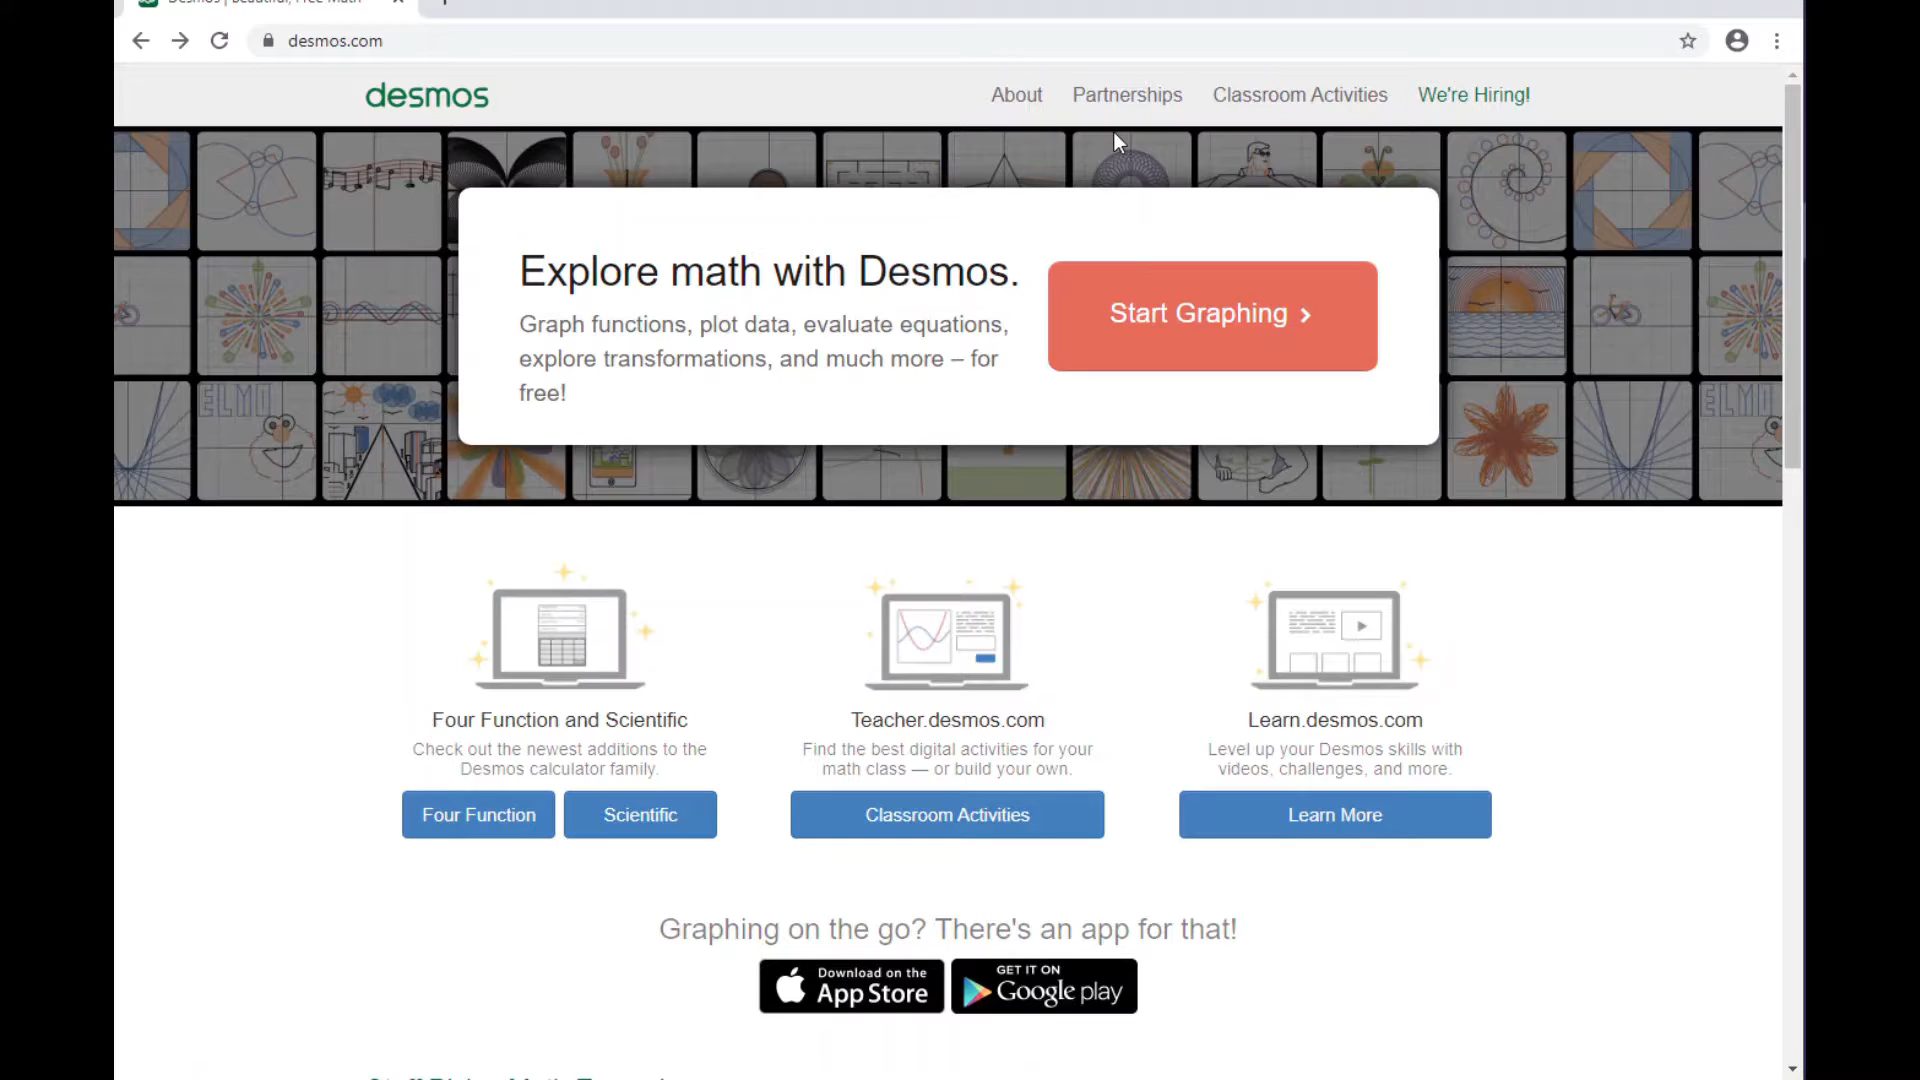 desmos.com
desmos
About Partnerships Classroom Activities We're Hiring!
Explore math with Desmos.
Graph functions, plot data, evaluate equations,
explore transformations, and much more – for
free!
Start Graphing
ELMO
ELMO
Four Function and Scientific
Check out the newest additions to the
Desmos calculator family.
Four Function Scientific
Teacher.desmos.com
Find the best digital activities for your
math class — or build your own.
Classroom Activities
Learn.desmos.com
Level up your Desmos skills with
videos, challenges, and more.
Learn More
Graphing on the go? There's an app for that!
Download on the
App Store
GET IT ON
Google play